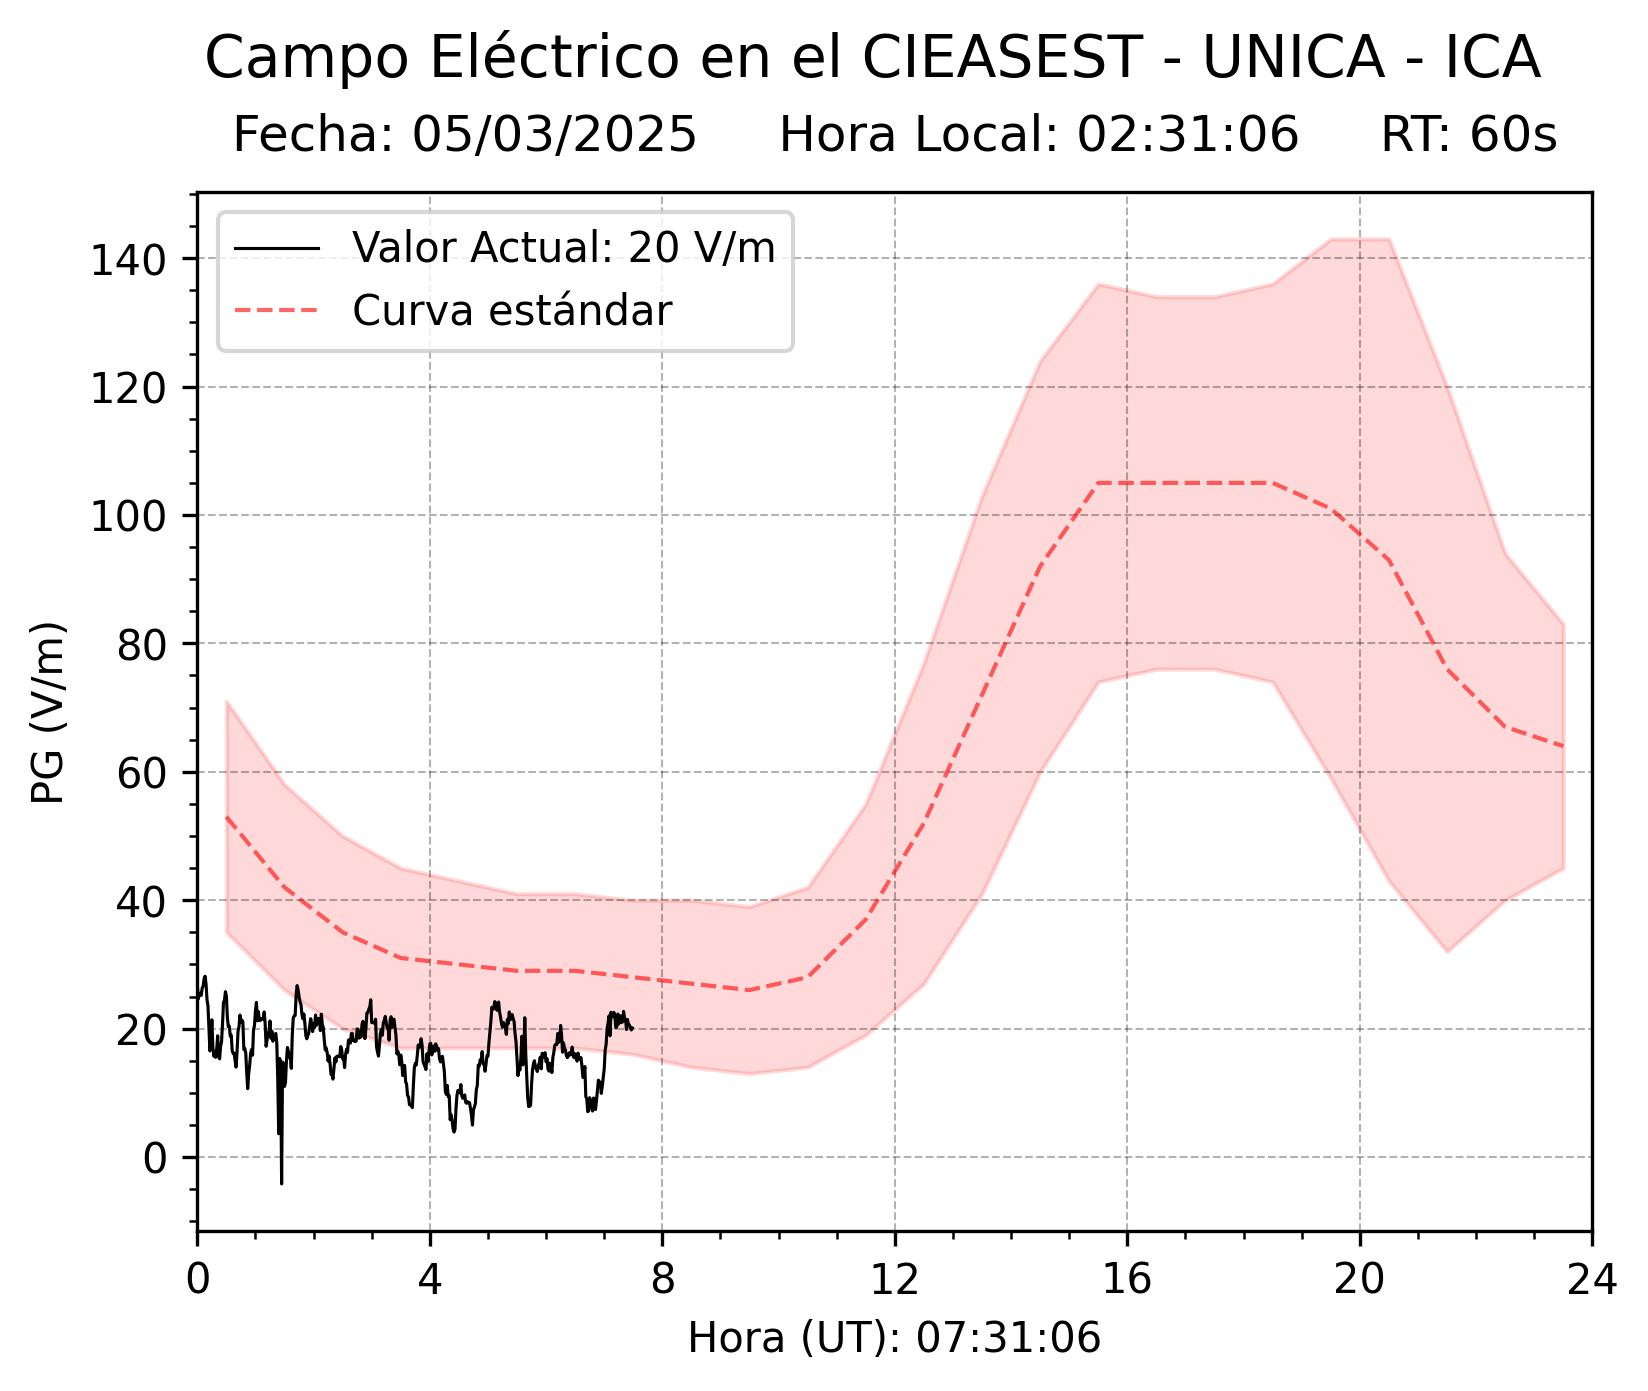 Campo Eléctrico en el CIEASEST - UNICA - ICA
Fecha: 05/03/2025 Hora Local: 02:31:06 RT: 60s
Valor Actual: 20 V/m
Curva estándar
PG (V/m)
140
120
100
80
60
40
20
0
0 4 8 12 16 20 24
Hora (UT): 07:31:06